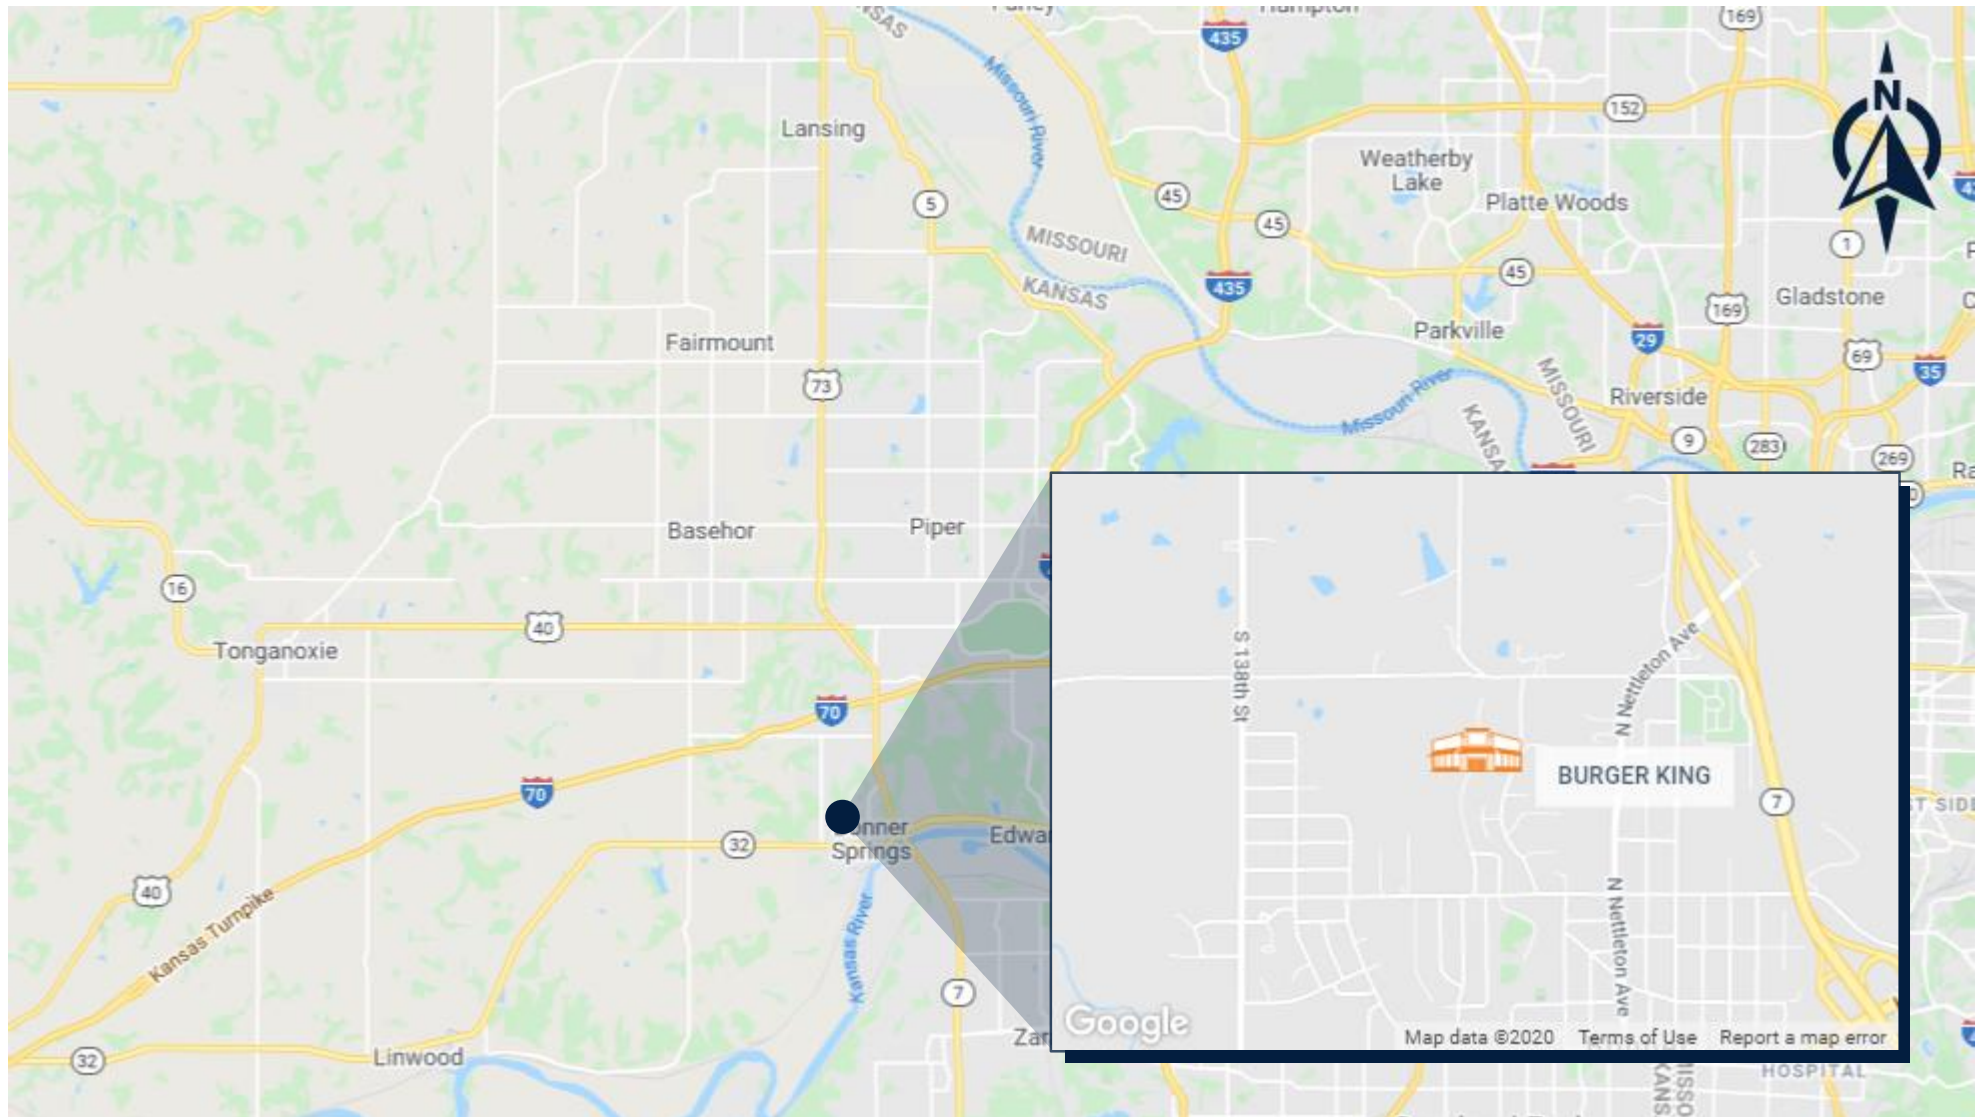 KANSAS
Hampton
169
435
Missouri River
152
Lansing
N
Weatherby
Lake
Platte Woods
5
45
45
MISSOURI
KANSAS
45
1
435
169
Gladstone
Fairmount
Parkville
29
69
35
73
Missouri River
MISSOURI
Riverside
9
283
269
Basehor
Piper
16
40
Tonganoxie
70
70
32
Springs
40
Kansas Turnpike
Kansas River
7
32
Linwood
S 138th St
N Nettleton Ave
BURGER KING
7
N Nettleton Ave
Google
Map data ©2020 Terms of Use Report a map error
HOSPITAL